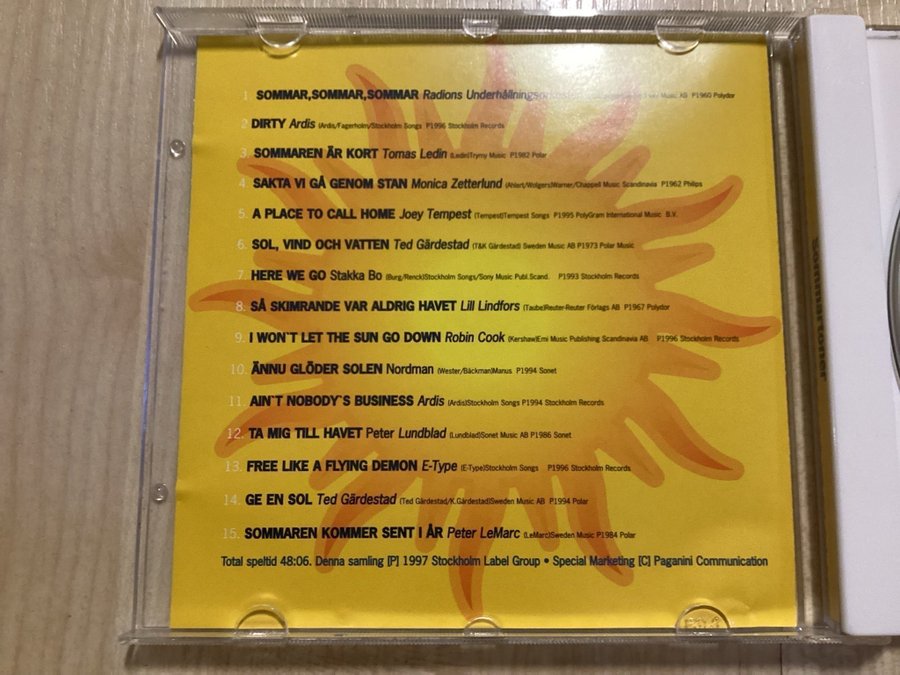 1. SOMMAR,SOMMAR,SOMMAR Radions Underhållningsorkester Music AB P1960 Polydor
2 DIRTY Ardis (Ardis/Fagerholm/Stockholm Songs P1996 Stockholm Records
3. SOMMAREN ÄR KORT Tomas Ledin (Ledin)Trymy Music P1982 Polar
4. SAKTA VI GÅ GENOM STAN Monica Zetterlund (Ahlert/Wolgers)Warner/Chappell Music Scandinavia P1962 Philips
5. A PLACE TO CALL HOME Joey Tempest (Tempest)Tempest Songs P1995 PolyGram International Music B.V.
6. SOL, VIND OCH VATTEN Ted Gärdestad (T&K Gärdestad) Sweden Music AB P1973 Polar Music
7. HERE WE GO Stakka Bo (Burg/Renck)Stockholm Songs/Sony Music Publ.Scand. P1993 Stockholm Records
8. SÅ SKIMRANDE VAR ALDRIG HAVET Lill Lindfors (Taube)Reuter-Reuter Förlags AB P1967 Polydor
9. I WON`T LET THE SUN GO DOWN Robin Cook (Kershaw)Emi Music Publishing Scandinavia AB P1996 Stockholm Records
10. ÄNNU GLÖDER SOLEN Nordman (Wester/Bäckman)Manus P1994 Sonet
11. AIN`T NOBODY`S BUSINESS Ardis (Ardis)Stockholm Songs P1994 Stockholm Records
12. TA MIG TILL HAVET Peter Lundblad (Lundblad)Sonet Music AB P1986 Sonet
13. FREE LIKE A FLYING DEMON E-Type (E-Type)Stockholm Songs P1996 Stockholm Records
14. GE EN SOL Ted Gärdestad (Ted Gärdestad/K.Gärdestad)Sweden Music AB P1994 Polar
15. SOMMAREN KOMMER SENT I ÅR Peter LeMarc (LeMarc)Sweden Music P1984 Polar
Total speltid 48:06. Denna samling [P] 1997 Stockholm Label Group • Special Marketing [C] Paganini Communication